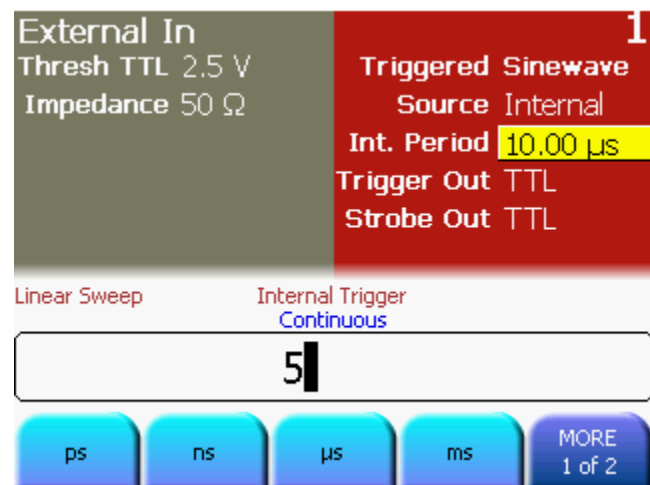 External In
Thresh TTL 2.5 V
Impedance 50 Ω
1
Triggered Sinewave
Source Internal
Int. Period 10.00 µs
Trigger Out TTL
Strobe Out TTL
Linear Sweep
Internal Trigger
Continuous
5
ps
ns
µs
ms
MORE
1 of 2